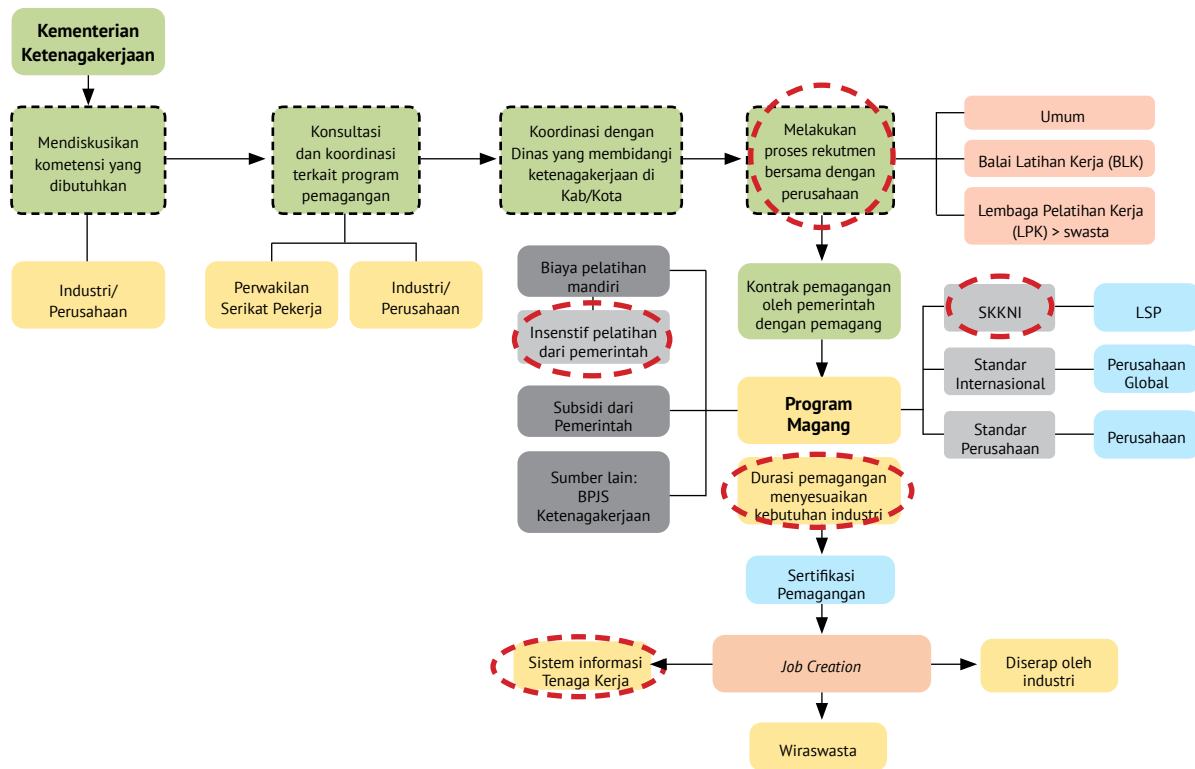 Kementerian
Ketenagakerjaan
Mendiskusikan
kometensi yang
dibutuhkan
Konsultasi
dan koordinasi
terkait program
pemagangan
Koordinasi dengan
Dinas yang membidangi
ketenagakerjaan di
Kab/Kota
Melakukan
proses rekutmen
bersama dengan
perusahaan
Umum
Balai Latihan Kerja (BLK)
Lembaga Pelatihan Kerja
(LPK) > swasta
Industri/
Perusahaan
Perwakilan
Serikat Pekerja
Industri/
Perusahaan
Biaya pelatihan
mandiri
Insenstif pelatihan
dari pemerintah
Subsidi dari
Pemerintah
Sumber lain:
BPJS
Ketenagakerjaan
Kontrak pemagangan
oleh pemerintah
dengan pemagang
Program
Magang
Durasi pemagangan
menyesuaikan
kebutuhan industri
SKKNI
LSP
Standar
Internasional
Perusahaan
Global
Standar
Perusahaan
Perusahaan
Sertifikasi
Pemagangan
Sistem informasi
Tenaga Kerja
Job Creation
Diserap oleh
industri
Wiraswasta